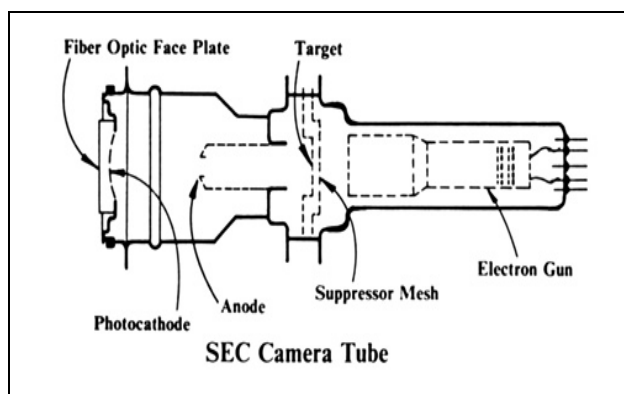 Fiber Optic Face Plate
Target
Electron Gun
Suppressor Mesh
Anode
Photocathode
SEC Camera Tube